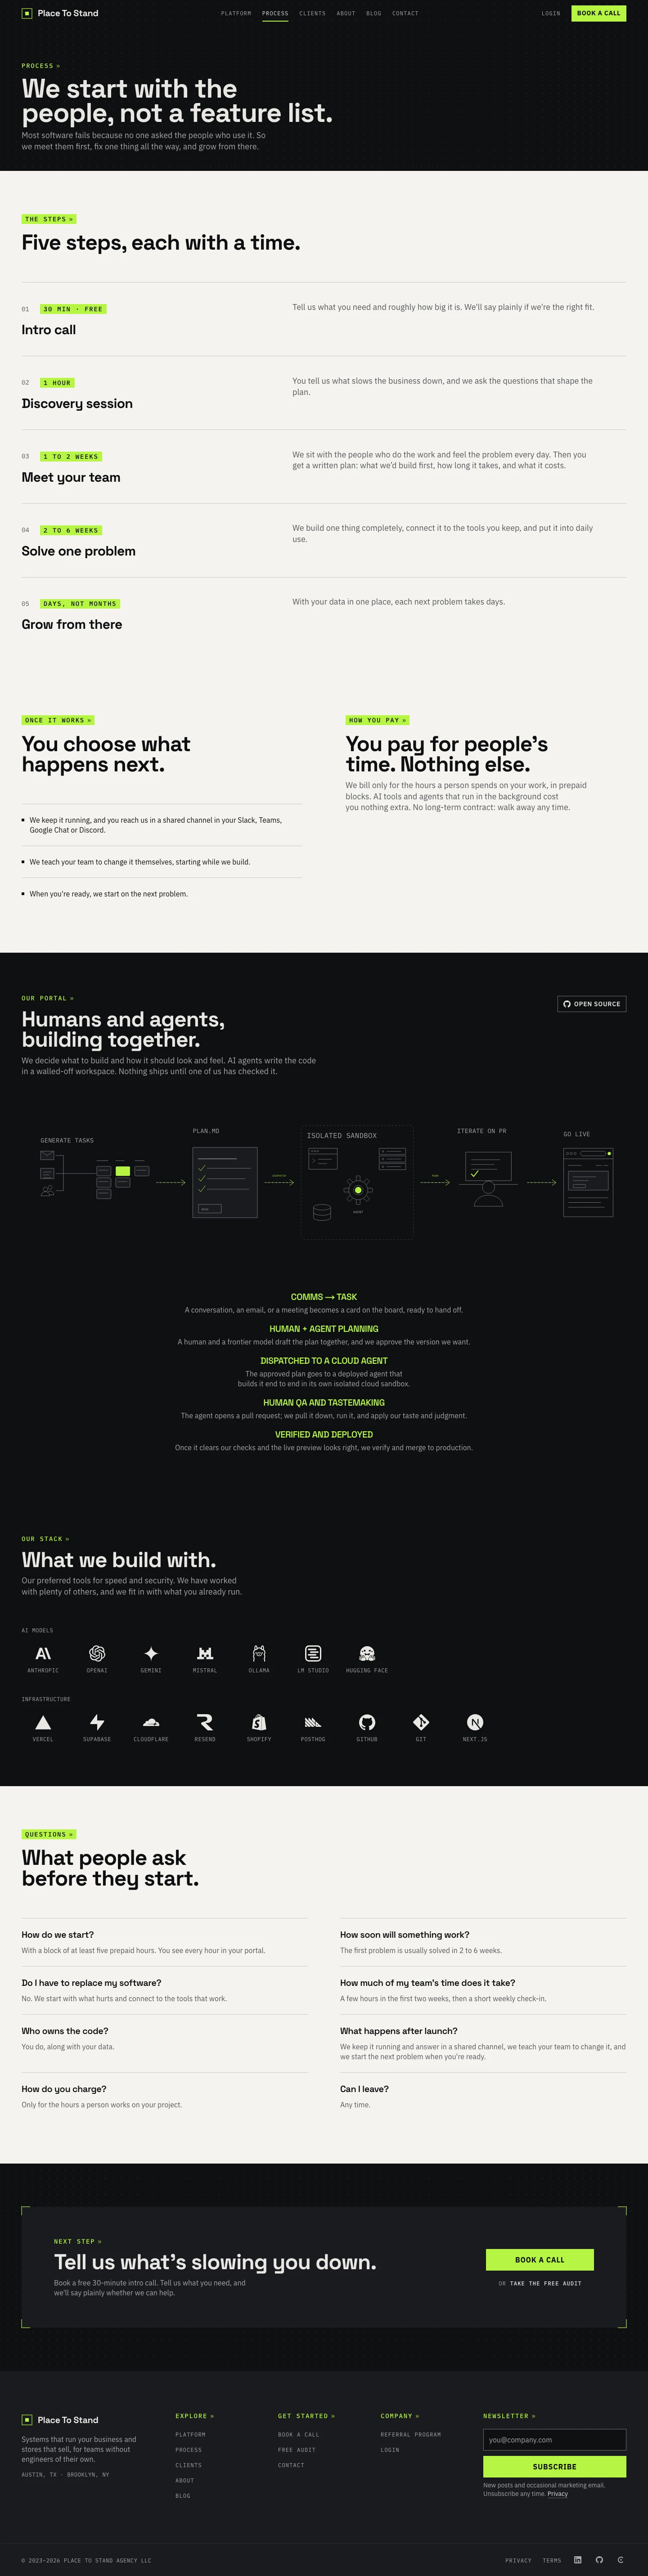 Place To Stand
PLATFORM
PROCESS
CLIENTS
ABOUT
BLOG
CONTACT
LOGIN
BOOK A CALL
PROCESS »
We start with the
people, not a feature list.
Most software fails because no one asked the people who use it. So
we meet them first, fix one thing all the way, and grow from there.
THE STEPS »
Five steps, each with a time.
01 30 MIN · FREE
Intro call
Tell us what you need and roughly how big it is. We'll say plainly if we're the right fit.
02 1 HOUR
Discovery session
You tell us what slows the business down, and we ask the questions that shape the
plan.
03 1 TO 2 WEEKS
Meet your team
We sit with the people who do the work and feel the problem every day. Then you
get a written plan: what we'd build first, how long it takes, and what it costs.
04 2 TO 6 WEEKS
Solve one problem
We build one thing completely, connect it to the tools you keep, and put it into daily
use.
05 DAYS, NOT MONTHS
Grow from there
With your data in one place, each next problem takes days.
ONCE IT WORKS »
You choose what
happens next.
We keep it running, and you reach us in a shared channel in your Slack, Teams,
Google Chat or Discord.
We teach your team to change it themselves, starting while we build.
When you're ready, we start on the next problem.
HOW YOU PAY »
You pay for people's
time. Nothing else.
We bill only for the hours a person spends on your work, in prepaid
blocks. AI tools and agents that run in the background cost
you nothing extra. No long-term contract: walk away any time.
OUR PORTAL »
Humans and agents,
building together.
We decide what to build and how it should look and feel. AI agents write the code
in a walled-off workspace. Nothing ships until one of us has checked it.
OPEN SOURCE
GENERATE TASKS
PLAN.MD
ISOLATED SANDBOX
AGENT
ITERATE ON PR
GO LIVE
COMMS → TASK
A conversation, an email, or a meeting becomes a card on the board, ready to hand off.
HUMAN + AGENT PLANNING
A human and a frontier model draft the plan together, and we approve the version we want.
DISPATCHED TO A CLOUD AGENT
The approved plan goes to a deployed agent that
builds it end to end in its own isolated cloud sandbox.
HUMAN QA AND TASTEMAKING
The agent opens a pull request; we pull it down, run it, and apply our taste and judgment.
VERIFIED AND DEPLOYED
Once it clears our checks and the live preview looks right, we verify and merge to production.
OUR STACK »
What we build with.
Our preferred tools for speed and security. We have worked
with plenty of others, and we fit in with what you already run.
AI MODELS
ANTHROPIC
OPENAI
GEMINI
MISTRAL
OLLAMA
LM STUDIO
HUGGING FACE
INFRASTRUCTURE
VERCEL
SUPABASE
CLOUDFLARE
RESEND
SHOPIFY
POSTHOG
GITHUB
GIT
NEXT.JS
QUESTIONS »
What people ask
before they start.
How do we start?
With a block of at least five prepaid hours. You see every hour in your portal.
How soon will something work?
The first problem is usually solved in 2 to 6 weeks.
Do I have to replace my software?
No. We start with what hurts and connect to the tools that work.
How much of my team's time does it take?
A few hours in the first two weeks, then a short weekly check-in.
Who owns the code?
You do, along with your data.
What happens after launch?
We keep it running and answer in a shared channel, we teach your team to change it, and
we start the next problem when you're ready.
How do you charge?
Only for the hours a person works on your project.
Can I leave?
Any time.
NEXT STEP »
Tell us what's slowing you down.
Book a free 30-minute intro call. Tell us what you need, and
we'll say plainly whether we can help.
BOOK A CALL
OR TAKE THE FREE AUDIT
Place To Stand
Systems that run your business and
stores that sell, for teams without
engineers of their own.
AUSTIN, TX · BROOKLYN, NY
EXPLORE »
PLATFORM
PROCESS
CLIENTS
ABOUT
BLOG
GET STARTED »
BOOK A CALL
FREE AUDIT
CONTACT
COMPANY »
REFERRAL PROGRAM
LOGIN
NEWSLETTER »
you@company.com
SUBSCRIBE
New posts and occasional marketing email.
Unsubscribe any time. Privacy
© 2023–2026 PLACE TO STAND AGENCY LLC
PRIVACY
TERMS